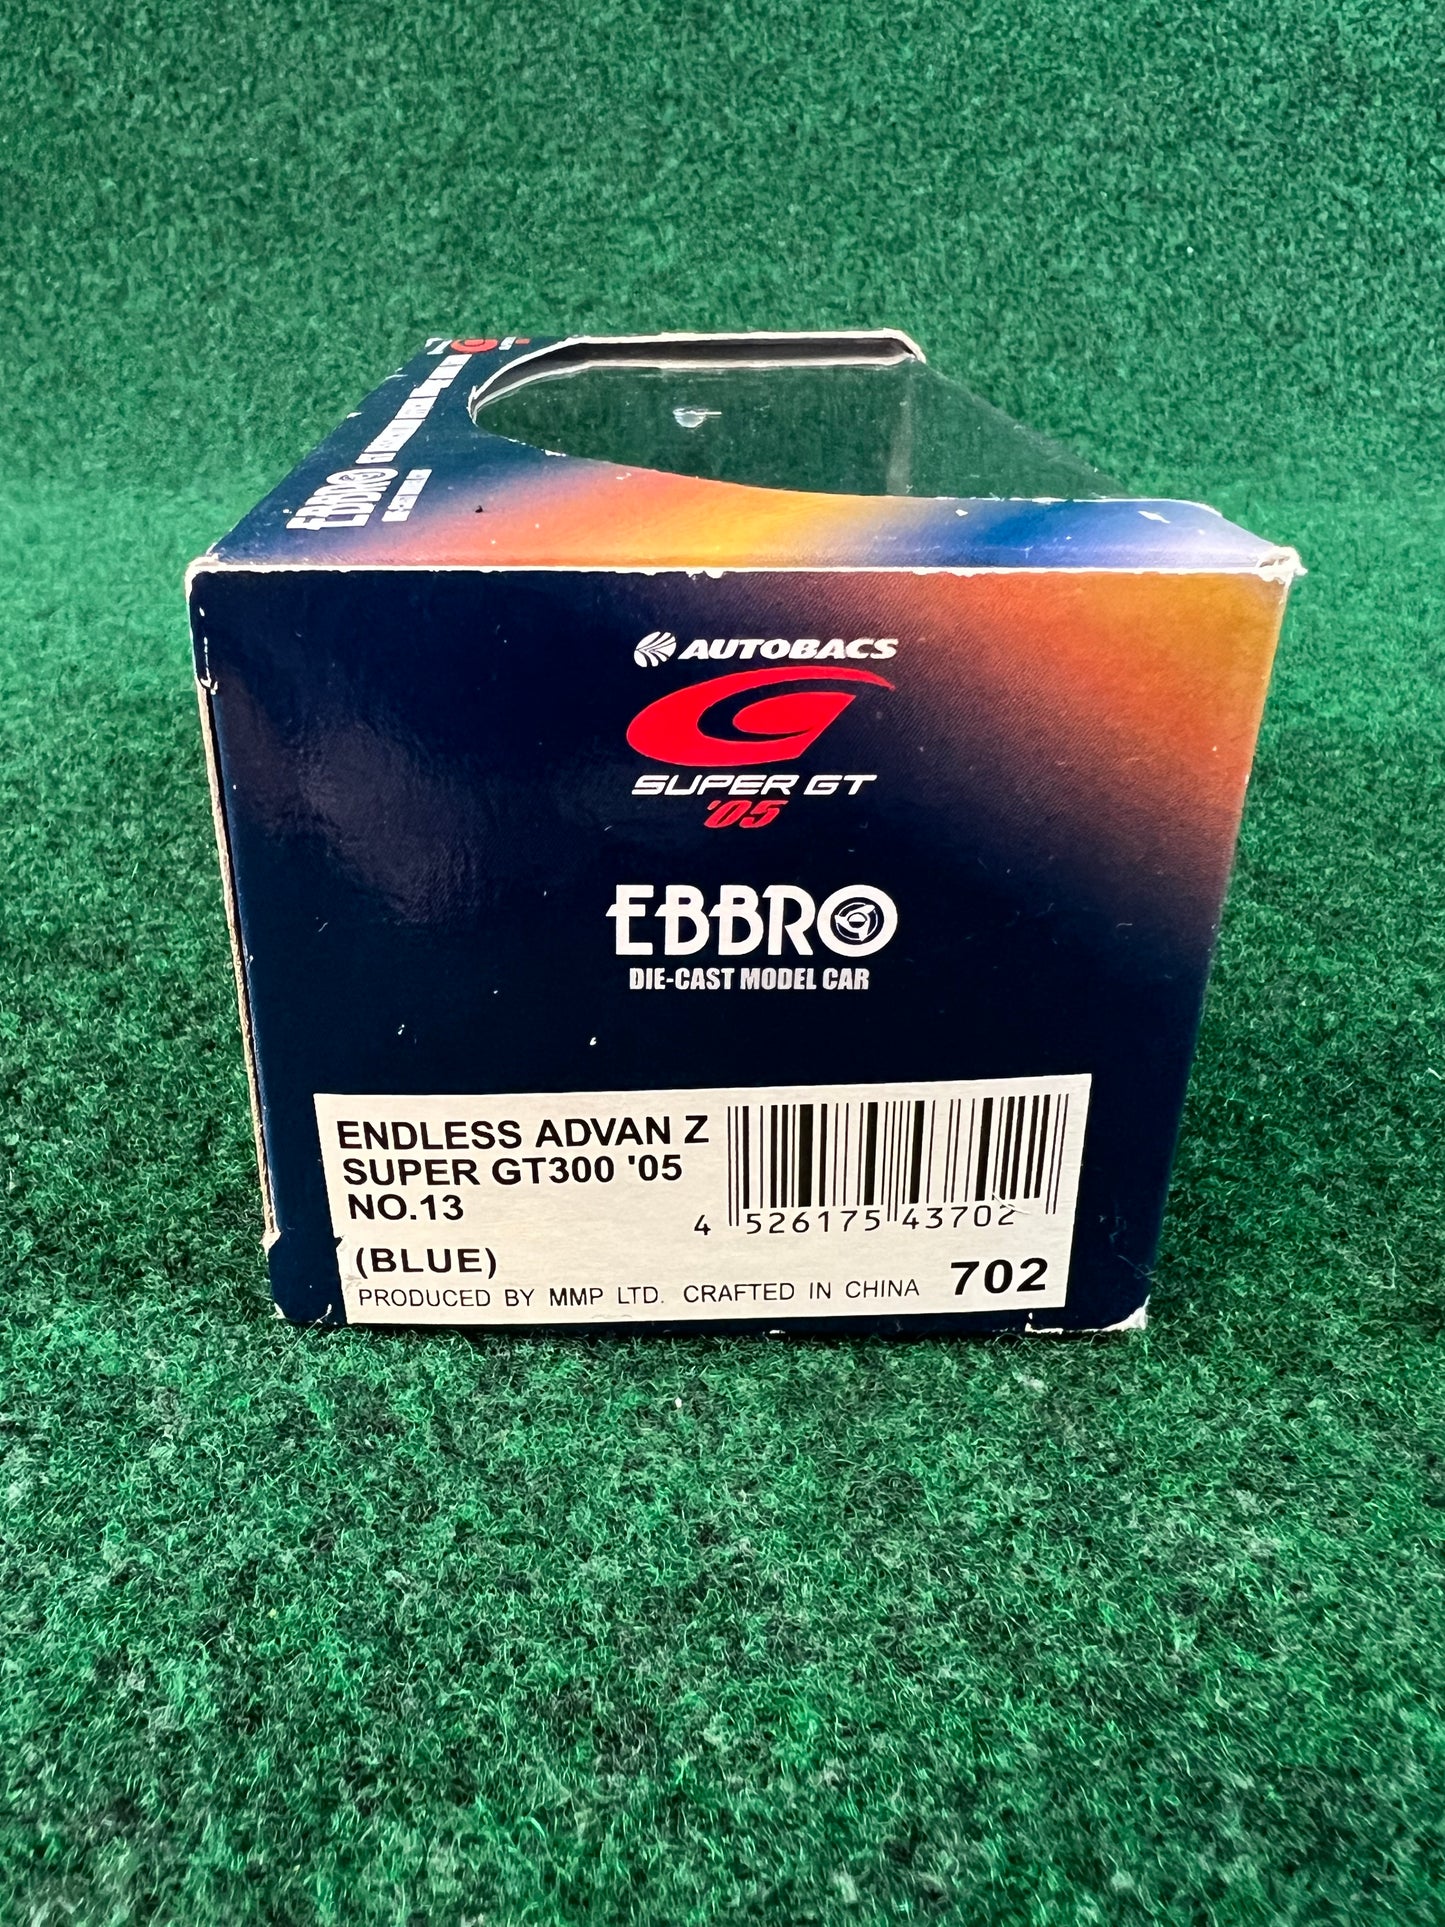 EBBRO
AUTOBACS
SUPER GT
'05
EBBRO
DIE-CAST MODEL CAR
ENDLESS ADVAN Z
SUPER GT300 '05
NO.13
(BLUE)
4 526175 43702
PRODUCED BY MMP LTD. CRAFTED IN CHINA 702